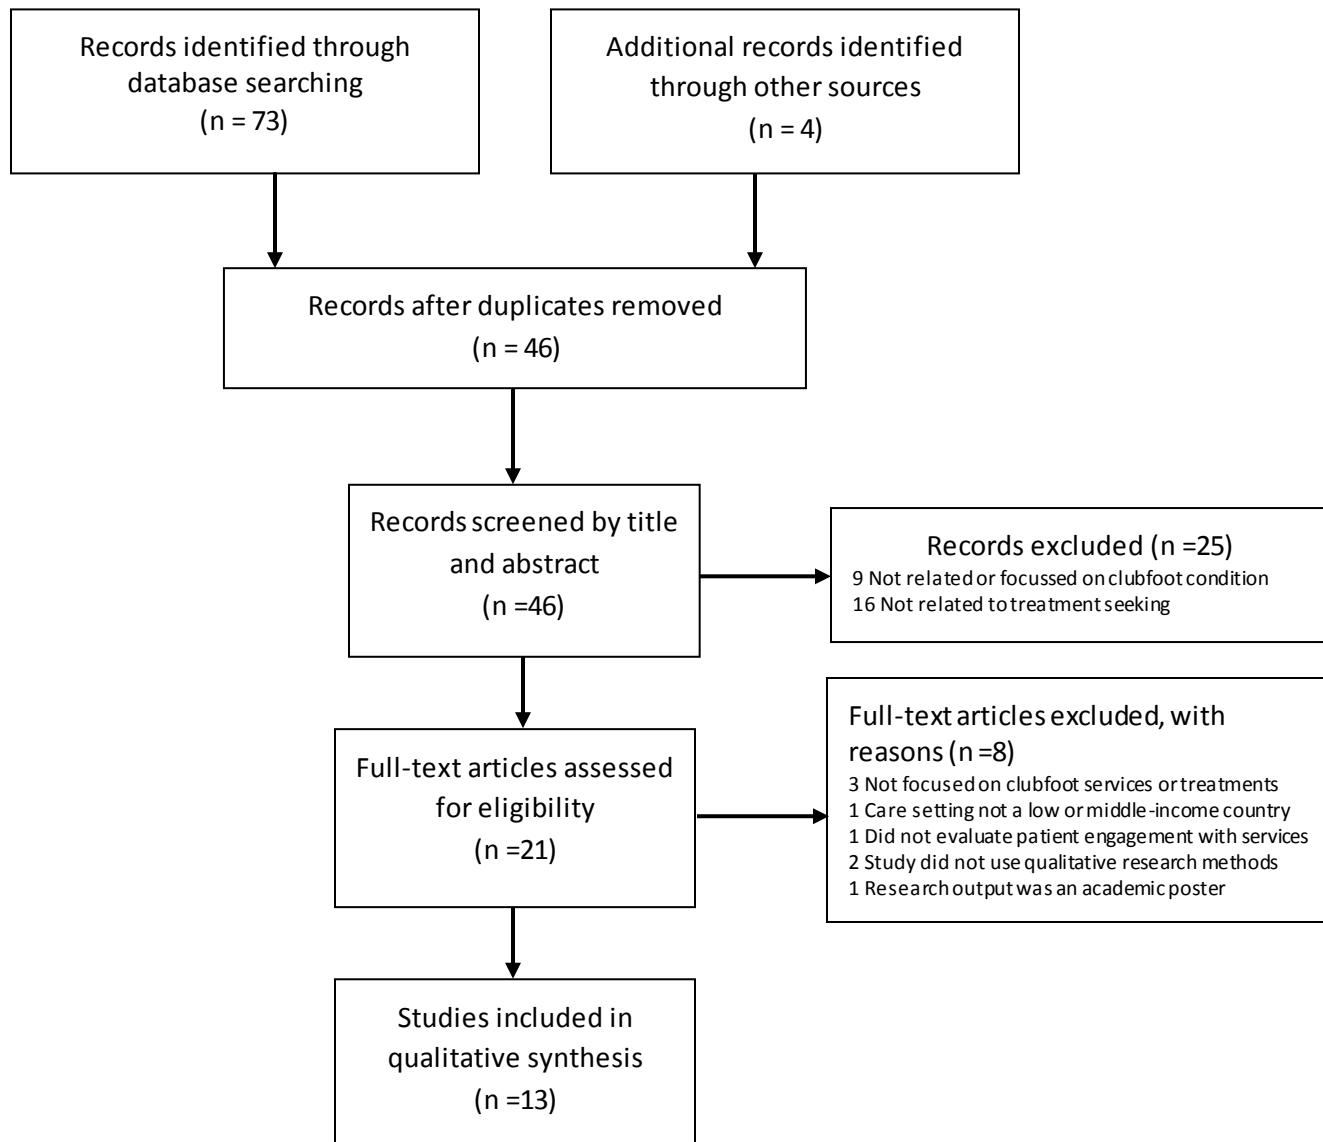 Records identified through
database searching
(n = 73)
Additional records identified
through other sources
(n = 4)
Records after duplicates removed
(n = 46)
Records screened by title
and abstract
(n =46)
Records excluded (n =25)
9 Not related or focussed on clubfoot condition
16 Not related to treatment seeking
Full-text articles assessed
for eligibility
(n =21)
Full-text articles excluded, with
reasons (n =8)
3 Not focused on clubfoot services or treatments
1 Care setting not a low or middle-income country
1 Did not evaluate patient engagement with services
2 Study did not use qualitative research methods
1 Research output was an academic poster
Studies included in
qualitative synthesis
(n =13)